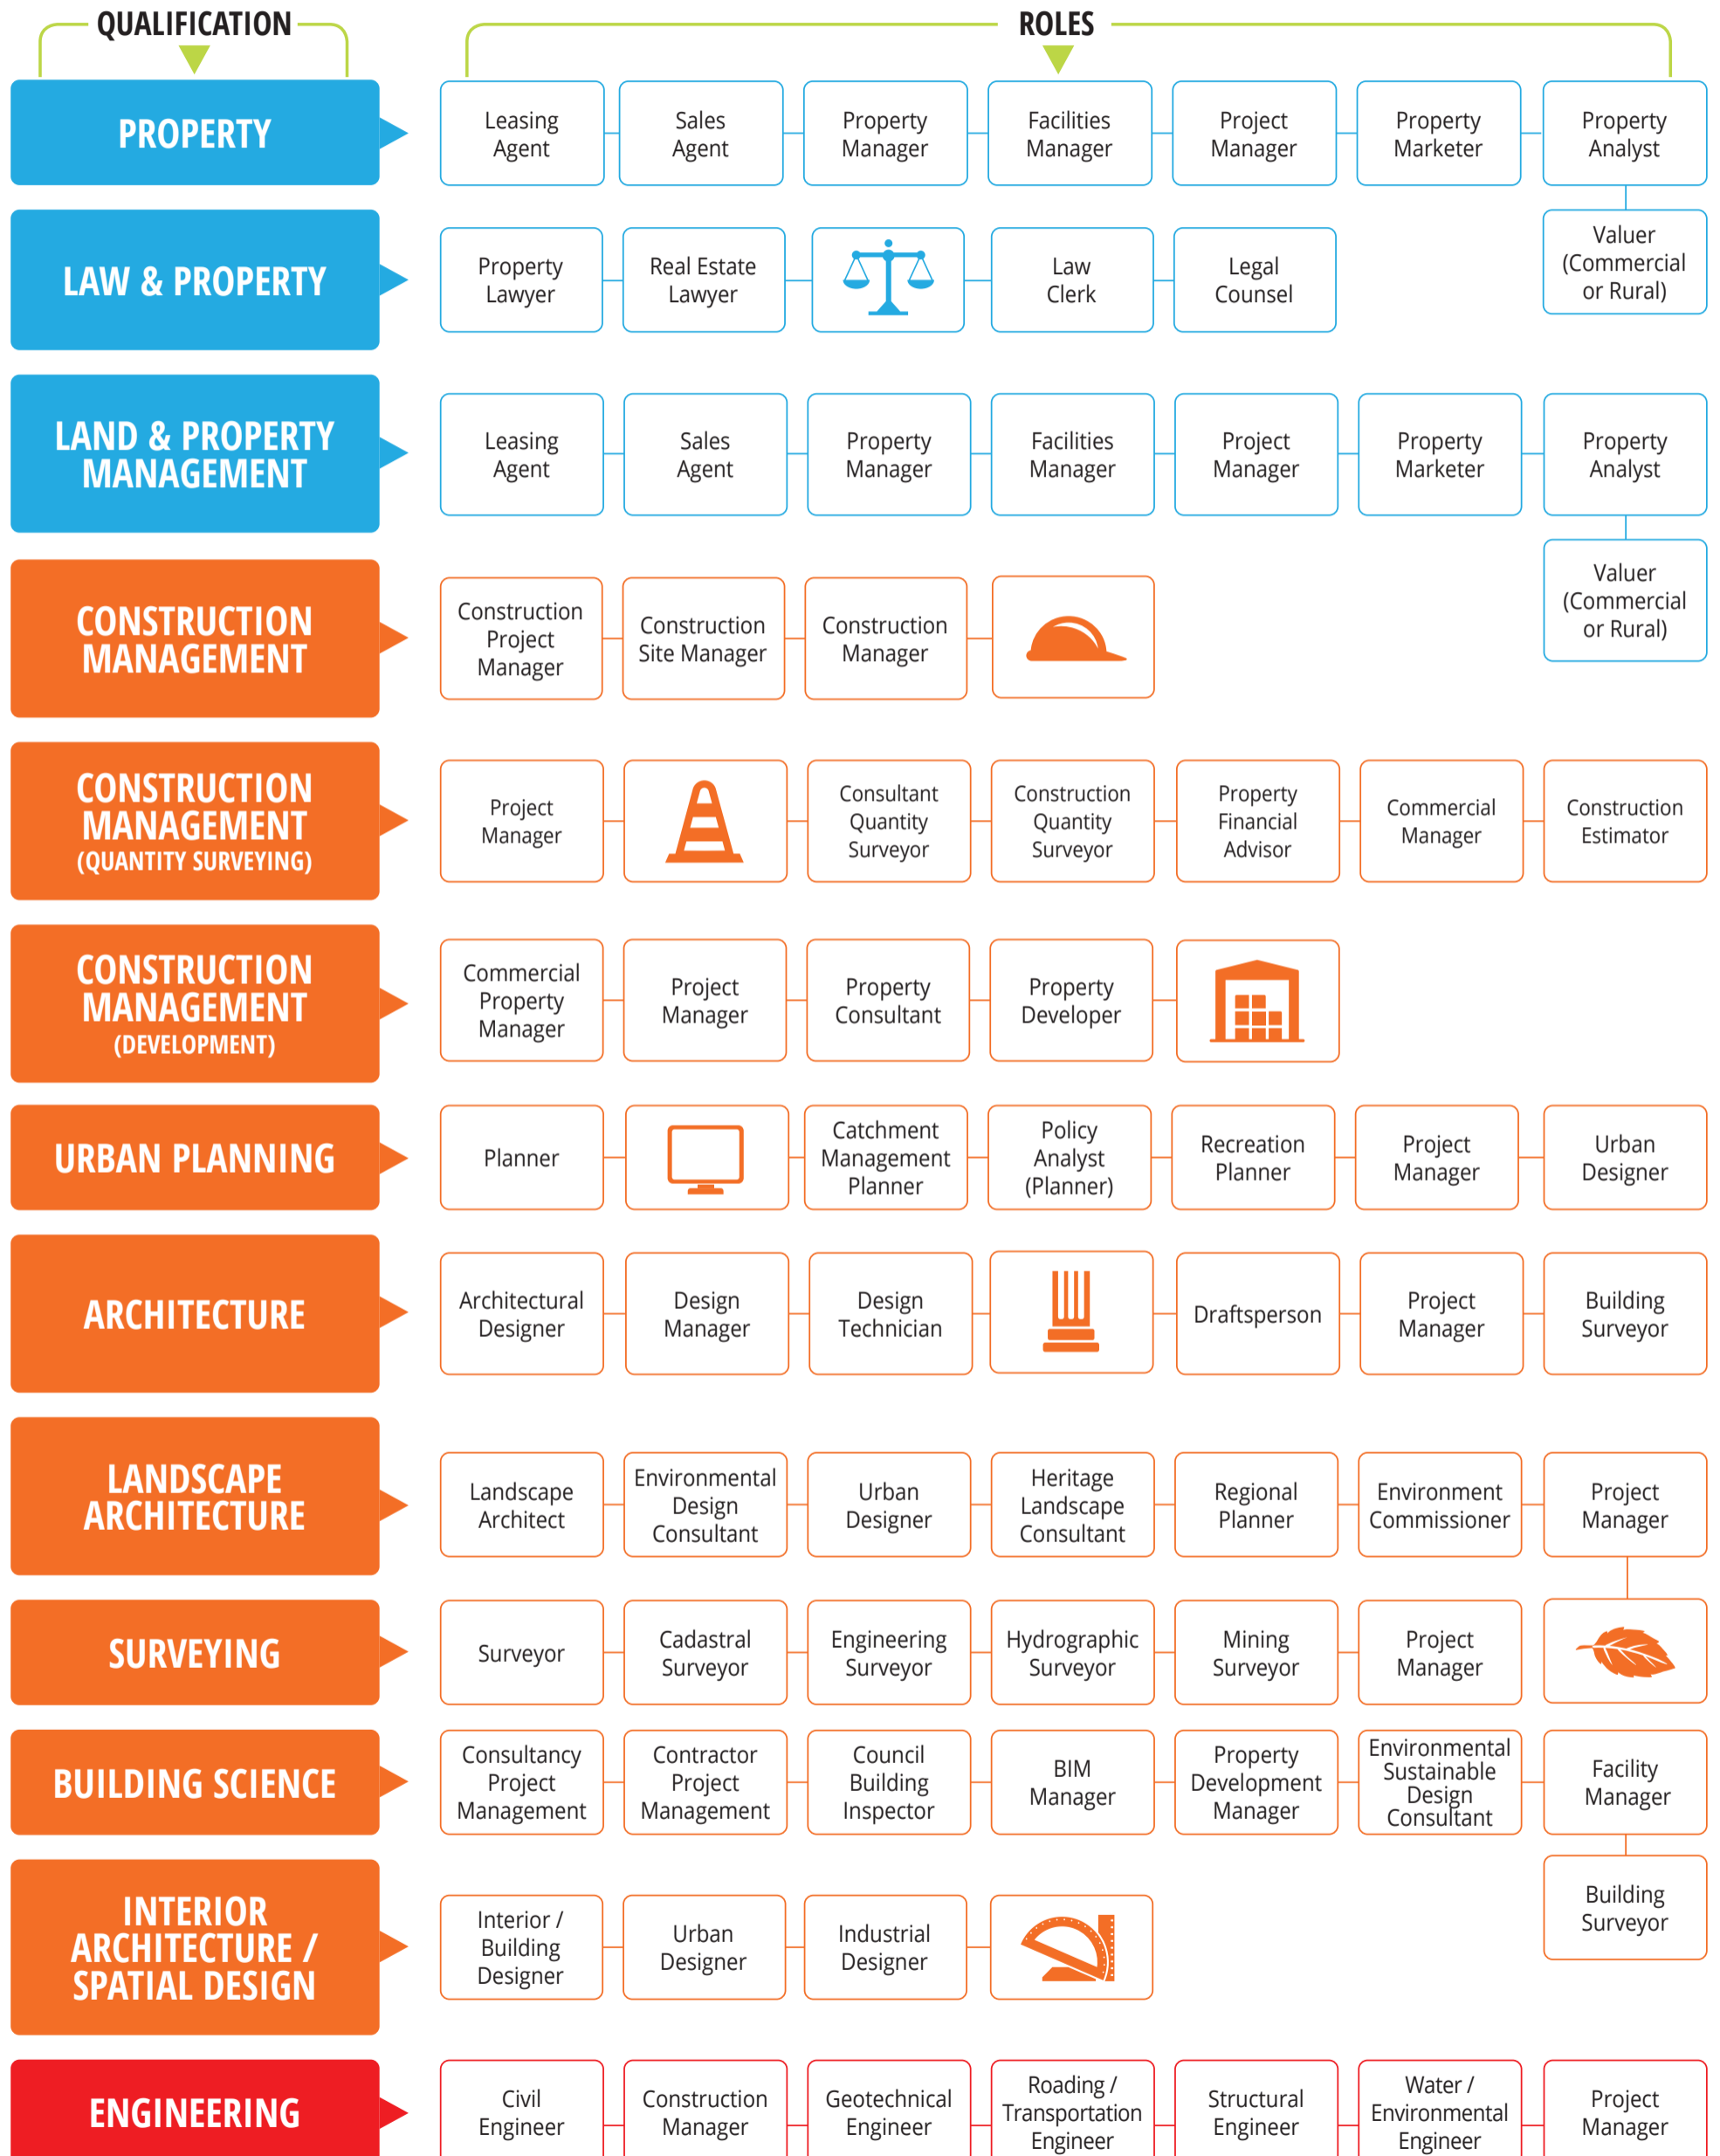 QUALIFICATION
ROLES
PROPERTY
Leasing
Agent
Sales
Agent
Property
Manager
Facilities
Manager
Project
Manager
Property
Marketer
Property
Analyst
Valuer
(Commercial
or Rural)
LAW & PROPERTY
Property
Lawyer
Real Estate
Lawyer
Law
Clerk
Legal
Counsel
LAND & PROPERTY
MANAGEMENT
Leasing
Agent
Sales
Agent
Property
Manager
Facilities
Manager
Project
Manager
Property
Marketer
Property
Analyst
Valuer
(Commercial
or Rural)
CONSTRUCTION
MANAGEMENT
Construction
Project
Manager
Construction
Site Manager
Construction
Manager
CONSTRUCTION
MANAGEMENT
(QUANTITY SURVEYING)
Project
Manager
Consultant
Quantity
Surveyor
Construction
Quantity
Surveyor
Property
Financial
Advisor
Commercial
Manager
Construction
Estimator
CONSTRUCTION
MANAGEMENT
(DEVELOPMENT)
Commercial
Property
Manager
Project
Manager
Property
Consultant
Property
Developer
URBAN PLANNING
Planner
Catchment
Management
Planner
Policy
Analyst
(Planner)
Recreation
Planner
Project
Manager
Urban
Designer
ARCHITECTURE
Architectural
Designer
Design
Manager
Design
Technician
Draftsperson
Project
Manager
Building
Surveyor
LANDSCAPE
ARCHITECTURE
Landscape
Architect
Environmental
Design
Consultant
Urban
Designer
Heritage
Landscape
Consultant
Regional
Planner
Environment
Commissioner
Project
Manager
SURVEYING
Surveyor
Cadastral
Surveyor
Engineering
Surveyor
Hydrographic
Surveyor
Mining
Surveyor
Project
Manager
BUILDING SCIENCE
Consultancy
Project
Management
Contractor
Project
Management
Council
Building
Inspector
BIM
Manager
Property
Development
Manager
Environmental
Sustainable
Design
Consultant
Facility
Manager
Building
Surveyor
INTERIOR
ARCHITECTURE /
SPATIAL DESIGN
Interior /
Building
Designer
Urban
Designer
Industrial
Designer
ENGINEERING
Civil
Engineer
Construction
Manager
Geotechnical
Engineer
Roading /
Transportation
Engineer
Structural
Engineer
Water /
Environmental
Engineer
Project
Manager